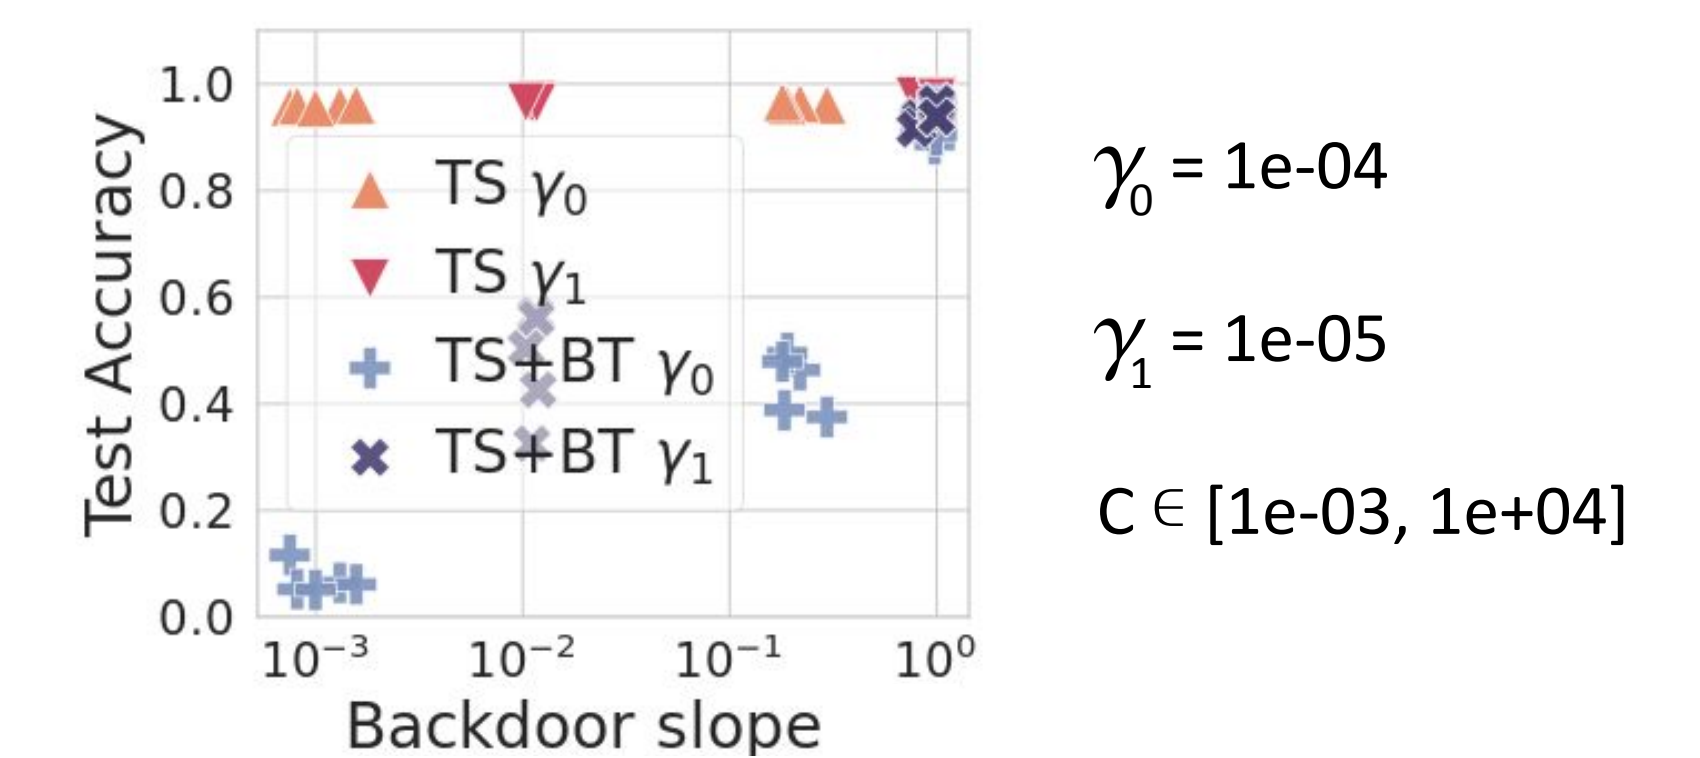 1.0
0.8
0.6
0.4
0.2
0.0
Test Accuracy
TS γ₀
TS γ₁
TS+BT γ₀
TS+BT γ₁
10⁻³ 10⁻² 10⁻¹ 10⁰
Backdoor slope
γ₀ = 1e-04
γ₁ = 1e-05
C ∈ [1e-03, 1e+04]